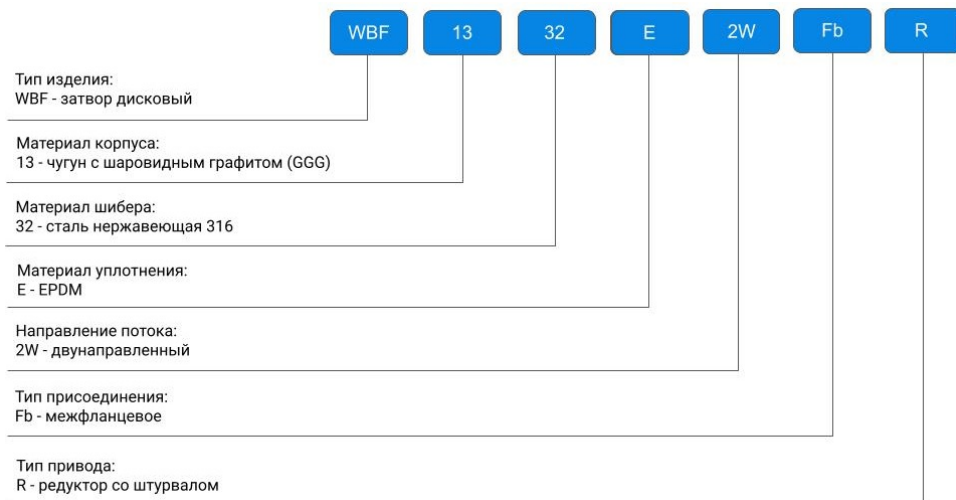 WBF 13 32 E 2W Fb R
Тип изделия:
WBF - затвор дисковый
Материал корпуса:
13 - чугун с шаровидным графитом (GGG)
Материал шибера:
32 - сталь нержавеющая 316
Материал уплотнения:
E - EPDM
Направление потока:
2W - двунаправленный
Тип присоединения:
Fb - межфланцевое
Тип привода:
R - редуктор со штурвалом